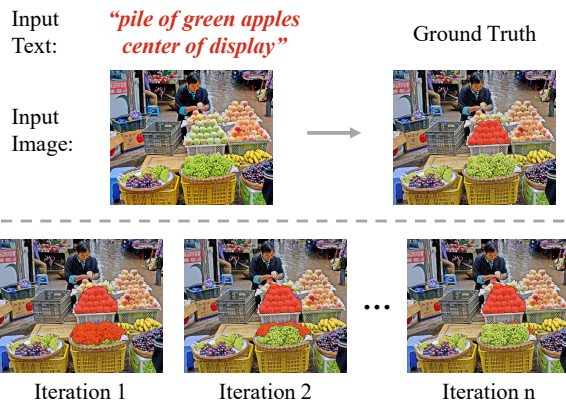 Input
Text:
“pile of green apples
center of display”
Ground Truth
Input
Image:
...
Iteration 1
Iteration 2
Iteration n